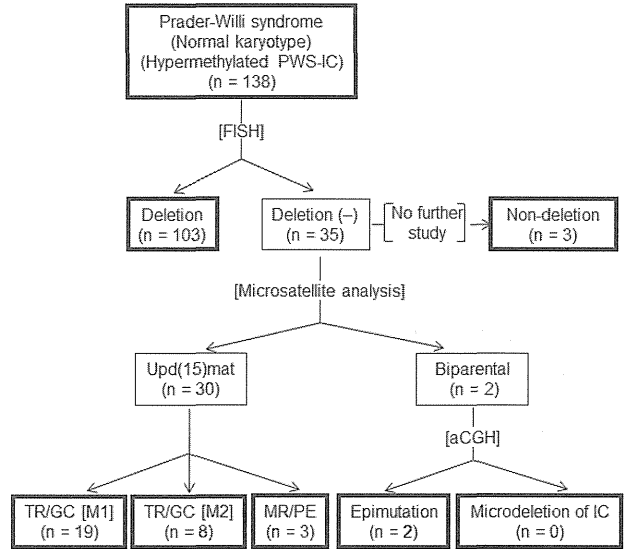 Prader-Willi syndrome
(Normal karyotype)
(Hypermethylated PWS-IC)
(n = 138)
[FISH]
Deletion
(n = 103)
Deletion (–)
(n = 35)
No further
study
Non-deletion
(n = 3)
[Microsatellite analysis]
Upd(15)mat
(n = 30)
Biparental
(n = 2)
[aCGH]
TR/GC [M1]
(n = 19)
TR/GC [M2]
(n = 8)
MR/PE
(n = 3)
Epimutation
(n = 2)
Microdeletion of IC
(n = 0)